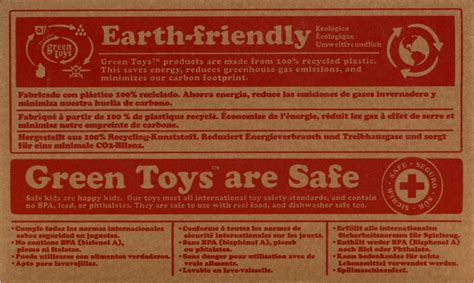 green
toys
Earth-friendly
Ecológico
Écologique
Umweltfreundlich
Green Toys™ products are made from 100% recycled plastic.
This saves energy, reduces greenhouse gas emissions, and
minimizes our carbon footprint.
Fabricado con plástico 100% reciclado. Ahorra energía, reduce las emisiones de gases invernadero y
minimiza nuestra huella de carbono.
Fabriqué à partir de 100 % de plastique recyclé. Économise de l'énergie, réduit les gaz à effet de serre et
minimize notre empreinte de carbone.
Hergestellt aus 100% Recycling-Kunststoff. Reduziert Energieverbrauch und Treibhausgase und sorgt
für eine minimale CO2-Bilanz.
Green Toys™ are Safe
Safe kids are happy kids. Our toys meet all international toy safety standards, and contain
no BPA, lead, or phthalates. They are safe to use with real food, and dishwasher safe too.
SAFE • SEGURO • SÛR • SICHER •
• Cumple todas las normas internacionales
sobre seguridad en juguetes.
• No contiene BPA (bisfenol A),
plomo ni ftalatos.
• Puede utilizarse con alimentos verdaderos.
• Apto para lavavajillas.
• Conforme à toutes les normes de
sécurité internationales sur les jouets.
• Sans BPA (bisphénol A), plomb
ou phtalates.
• Sans danger pour utilisation avec de
vrais aliments.
• Lavable en lave-vaisselle.
• Erfüllt alle internationalen
Sicherheitsnormen für Spielzeug.
• Enthält weder BPA (Bisphenol A)
noch Blei oder Phthalate.
• Kann bedenkenlos für echte
Lebensmittel verwendet werden.
• Spülmaschinenfest.